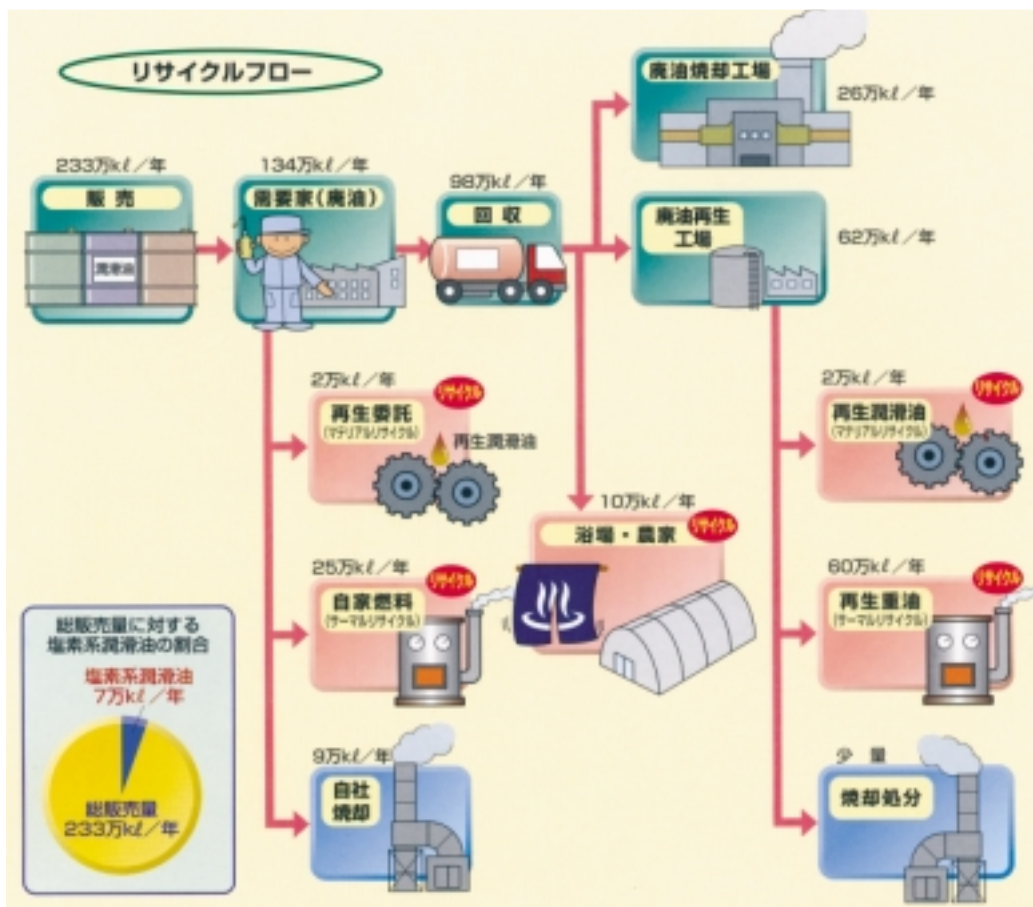 リサイクルフロー
233万kℓ／年
販売
潤滑油
134万kℓ／年
需要家(廃油)
98万kℓ／年
回収
廃油焼却工場
26万kℓ／年
廃油再生
工場
62万kℓ／年
2万kℓ／年
リサイクル
再生委託
(マテリアルリサイクル)
再生潤滑油
25万kℓ／年
リサイクル
自家燃料
(サーマルリサイクル)
9万kℓ／年
自社
焼却
10万kℓ／年
リサイクル
浴場・農家
2万kℓ／年
リサイクル
再生潤滑油
(マテリアルリサイクル)
60万kℓ／年
リサイクル
再生重油
(サーマルリサイクル)
少量
焼却処分
総販売量に対する
塩素系潤滑油の割合
塩素系潤滑油
7万kℓ／年
総販売量
233万kℓ／年